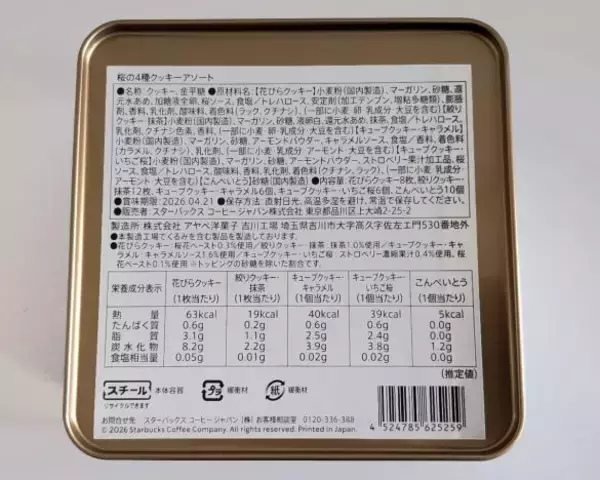 桜の4種クッキーアソート
●名称 クッキー、金平糖 ●原材料名 【花びらクッキー】小麦粉(国内製造)、マーガリン、砂糖、還
元水あめ、加糖液全卵、桜ソース、食塩/トレハロース、安定剤(加工デンプン、増粘多糖類)、膨脹
剤、香料、乳化剤、酸味料、着色料(ラック、クチナシ)、(一部に小麦・卵・乳成分・大豆を含む)【絞り
クッキー・抹茶】小麦粉(国内製造)、マーガリン、砂糖、液卵白、還元水あめ、抹茶、食塩/トレハロース、
乳化剤、クチナシ色素、香料、(一部に小麦・卵・乳成分・大豆を含む)【キューブクッキー・キャラメル】
小麦粉(国内製造)、マーガリン、砂糖、アーモンドパウダー、キャラメルソース、食塩/香料、着色料
(カラメル、クチナシ)、乳化剤、(一部に小麦・乳成分・アーモンド・大豆を含む)【キューブクッキー・
いちご桜】小麦粉(国内製造)、マーガリン、砂糖、アーモンドパウダー、ストロベリー果汁加工品、桜
ソース、食塩/トレハロース、酸味料、香料、乳化剤、着色料(クチナシ、ラック)、(一部に小麦・乳成分・
アーモンド・大豆を含む)【こんぺいとう】砂糖(国内製造) ●内容量 花びらクッキー8枚、絞りクッキー・
抹茶12枚、キューブクッキー・キャラメル6個、キューブクッキー・いちご桜6個、こんぺいとう10個
●賞味期限 2026.04.21 ●保存方法 直射日光、高温多湿を避け、常温で保存してください。
●販売者 スターバックス コーヒージャパン株式会社 東京都品川区上大崎2-25-2
製造所 株式会社 アヤベ洋菓子 吉川工場 埼玉県吉川市大字高久字佐左エ門530番地外
●本製造工場でくるみを含む製品を製造しております。
●花びらクッキー:桜花ペースト0.3%使用/絞りクッキー・抹茶:抹茶1.0%使用/キューブクッキー・キャ
ラメル:キャラメルソース1.6%使用/キューブクッキー・いちご桜:ストロベリー濃縮果汁0.4%使用、桜
花ペースト0.1%使用 ※トッピングの砂糖を除いた割合です。
栄養成分表示 花びらクッキー (1枚当たり) 絞りクッキー・抹茶 (1枚当たり) キューブクッキー・キャラメル (1個当たり) キューブクッキー・いちご桜 (1個当たり) こんぺいとう (1個当たり)
熱量 63kcal 19kcal 40kcal 39kcal 5kcal
たんぱく質 0.6g 0.2g 0.6g 0.6g 0.0g
脂質 3.1g 1.1g 2.5g 2.4g 0.0g
炭水化物 8.2g 2.2g 3.9g 3.8g 1.2g
食塩相当量 0.05g 0.01g 0.02g 0.02g 0.0g
(推定値)
スチール 本体容器 プラ 緩衝材 紙 緩衝材
リサイクルできます
お問合せ先 スターバックス コーヒージャパン(株) お客様相談室 0120-336-388
© 2026 Starbucks Coffee Company. All rights reserved. Printed in Japan.
4 524785 625259